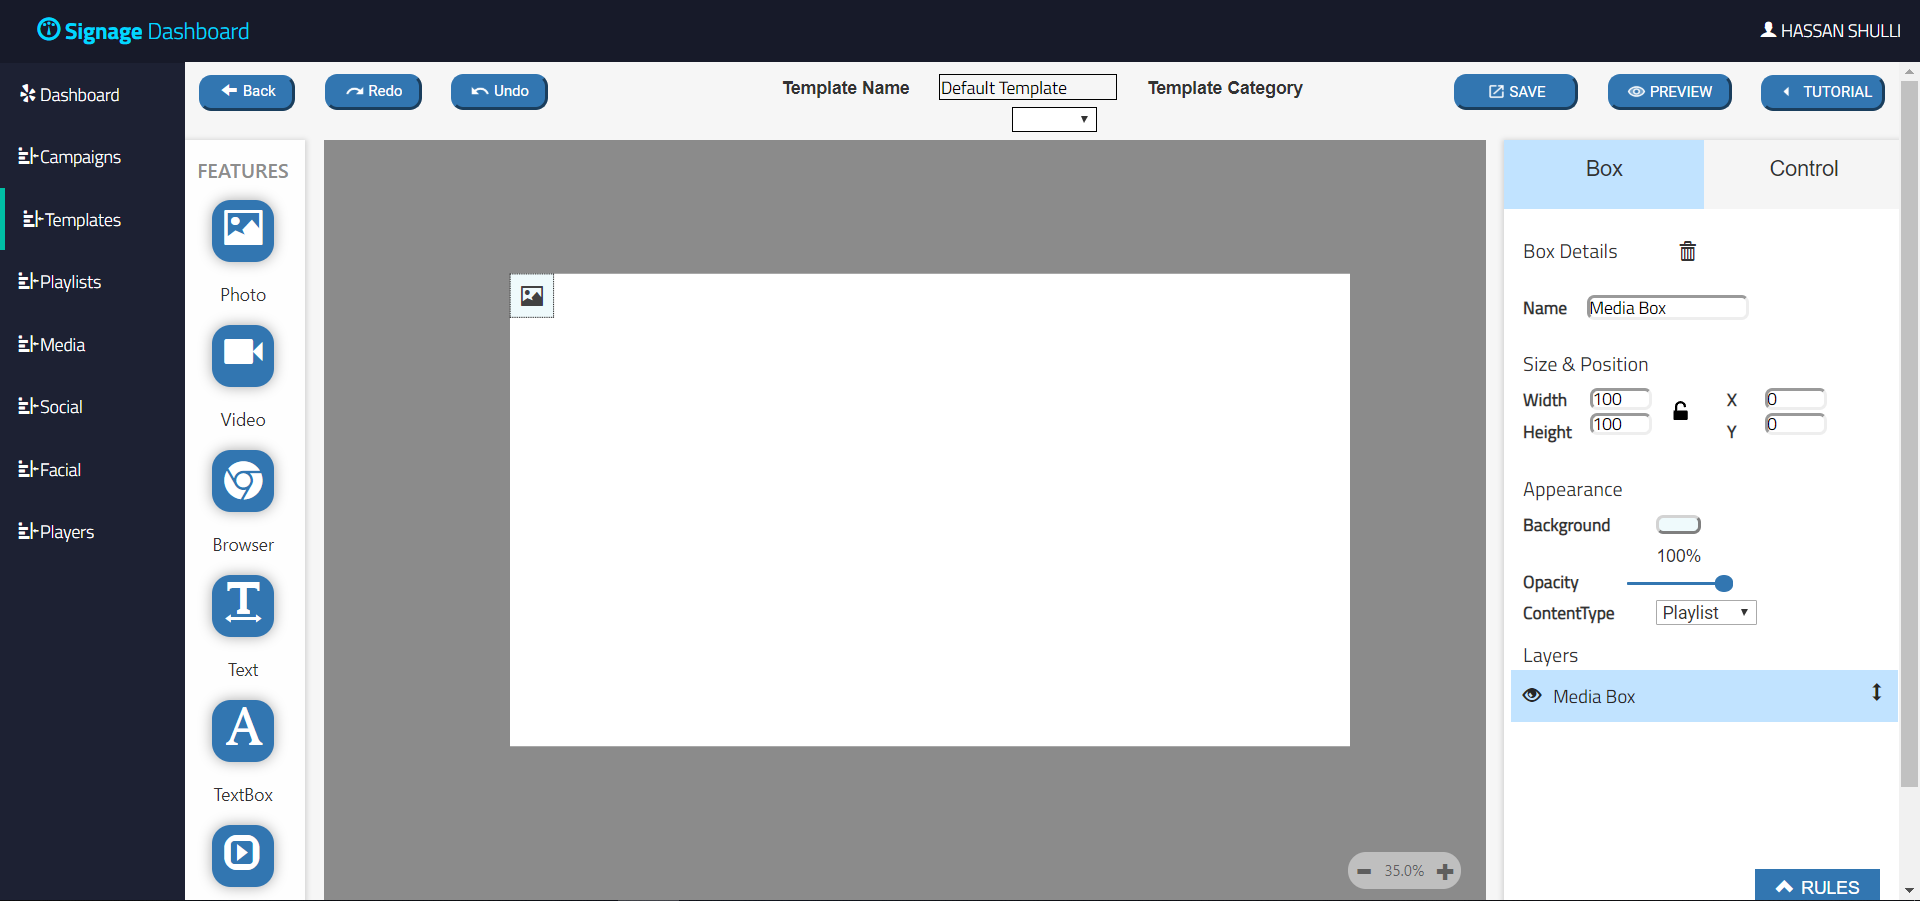 Signage Dashboard
HASSAN SHULLI
Dashboard
Campaigns
Templates
Playlists
Media
Social
Facial
Players
Back
Redo
Undo
Template Name
Default Template
Template Category
SAVE
PREVIEW
TUTORIAL
FEATURES
Photo
Video
Browser
Text
TextBox
35.0%
Box
Control
Box Details
Name
Media Box
Size & Position
Width 100 X 0
Height 100 Y 0
Appearance
Background
100%
Opacity
ContentType Playlist
Layers
Media Box
RULES